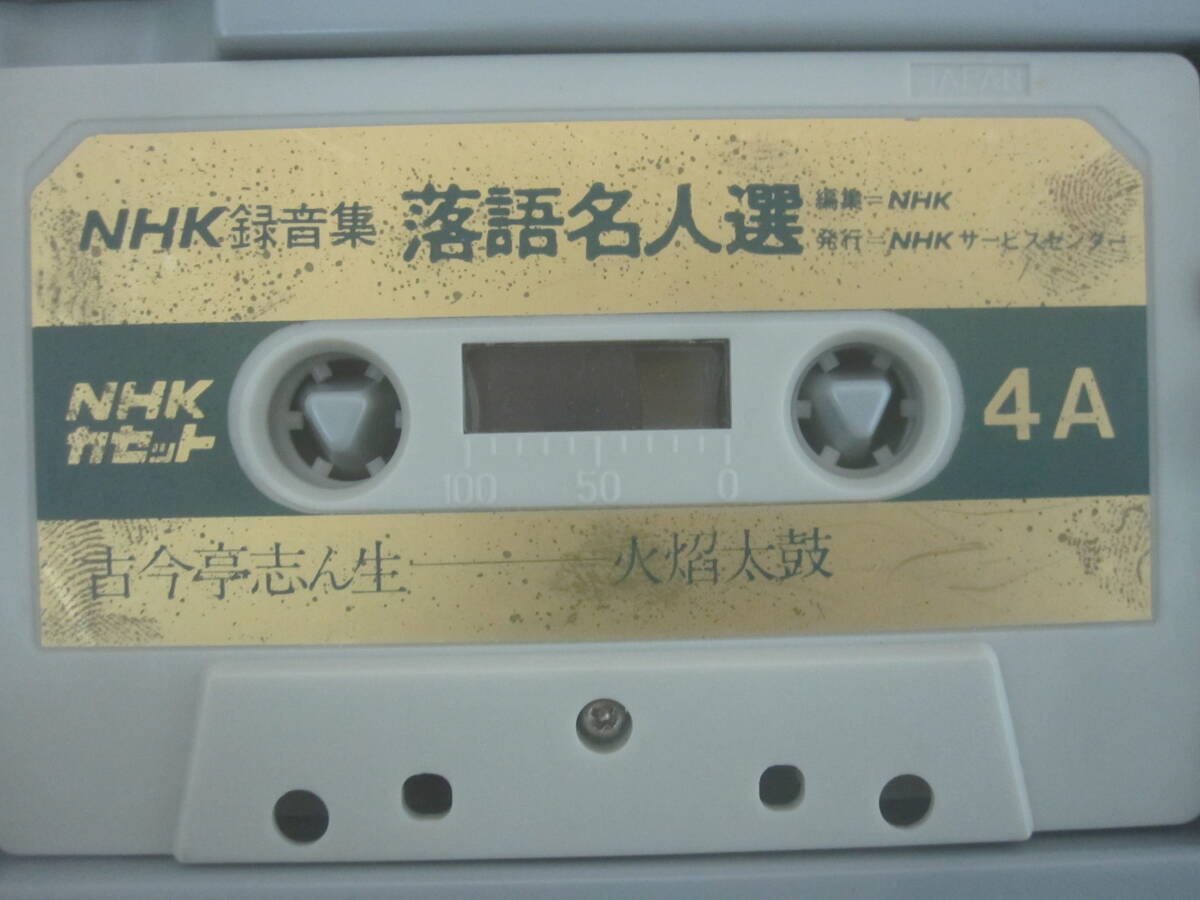 JAPAN
NHK録音集 落語名人選
編集=NHK
発行=NHKサービスセンター
NHK
カセット
4A
100 50 0
古今亭志ん生――火焰太鼓